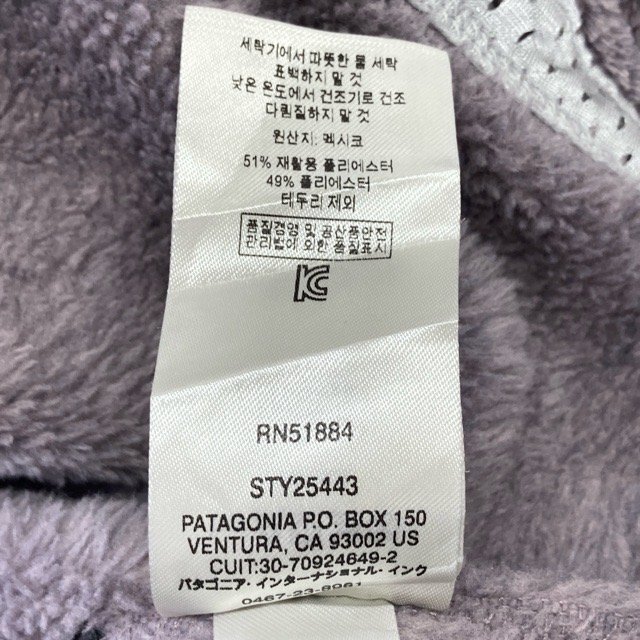 세탁기에서 따뜻한 물 세탁
표백하지 말 것
낮은 온도에서 건조기로 건조
다림질하지 말 것
원산지: 멕시코
51% 재활용 폴리에스터
49% 폴리에스터
테두리 제외
품질경영 및 공산품안전
관리법에 의한 품질표시
KC
RN51884
STY25443
PATAGONIA P.O. BOX 150
VENTURA, CA 93002 US
CUIT:30-70924649-2
パタゴニア・インターナショナル・インク
0467-23-8961